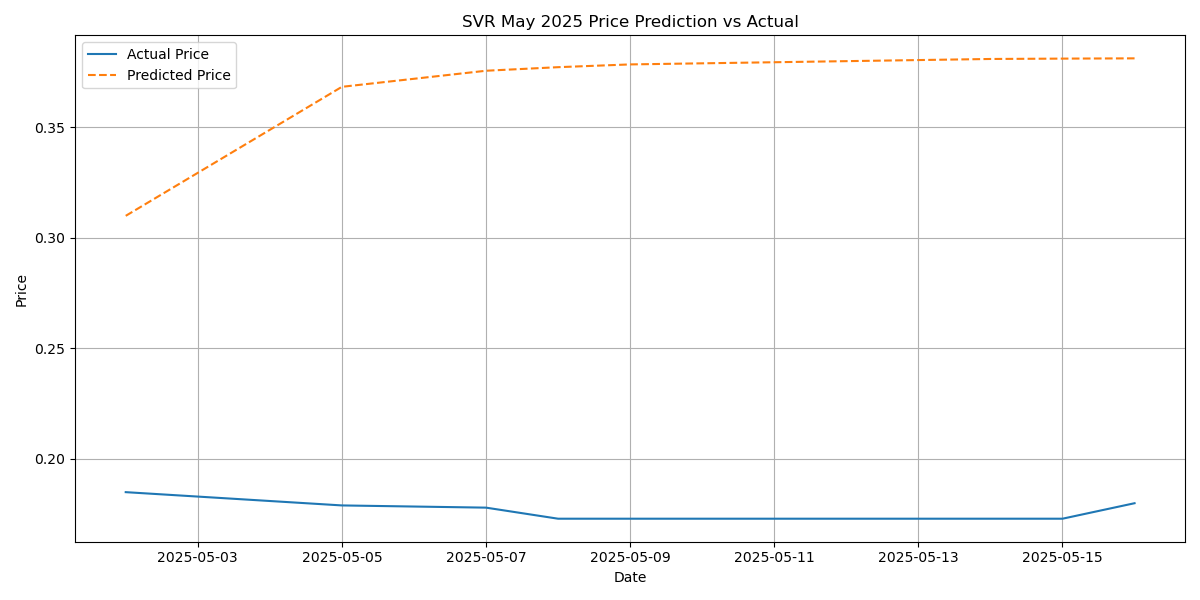 SVR May 2025 Price Prediction vs Actual
Actual Price
Predicted Price
Price
0.35
0.30
0.25
0.20
2025-05-03
2025-05-05
2025-05-07
2025-05-09
2025-05-11
2025-05-13
2025-05-15
Date